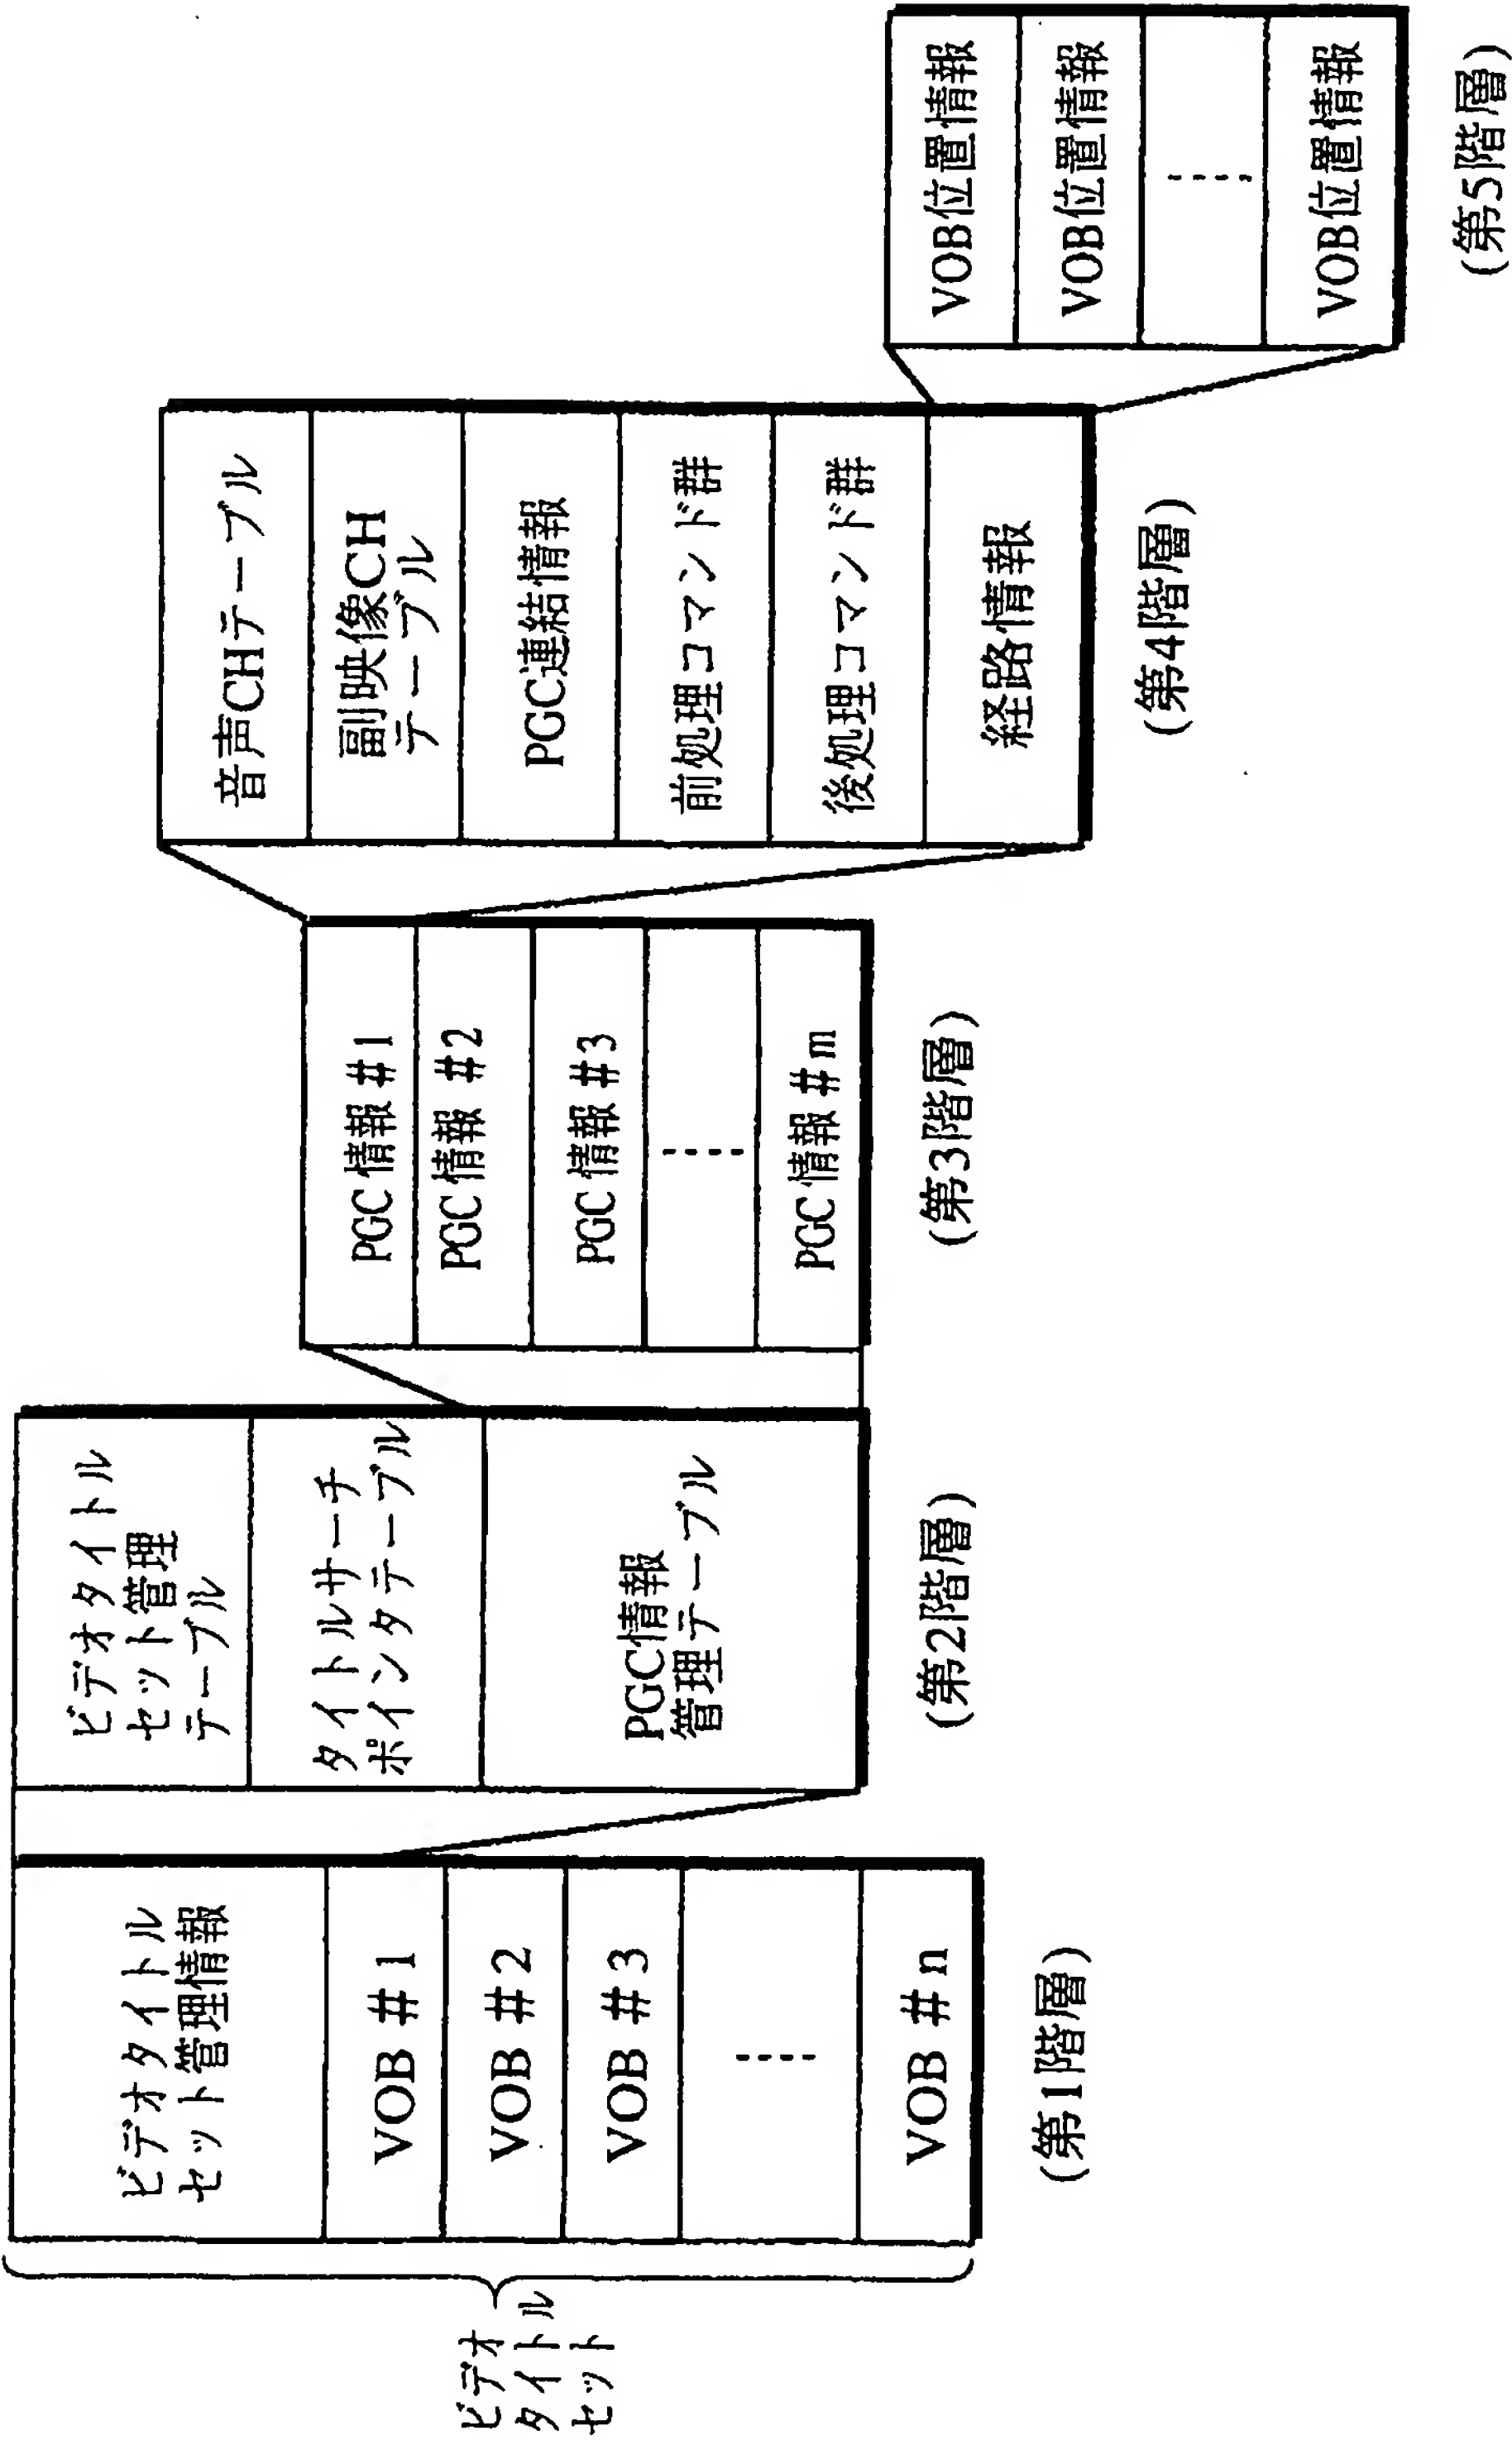 ビデオ
タイトル
セット
ビデオタイトル
セット管理情報
VOB #1
VOB #2
VOB #3
VOB #n
(第1階層)
ビデオタイトル
セット管理
テーブル
タイトルサーチ
ポインタテーブル
PGC情報
管理テーブル
(第2階層)
PGC情報 #1
PGC情報 #2
PGC情報 #3
PGC情報 #m
(第3階層)
音声CHテーブル
副映像CH
テーブル
PGC連結情報
前処理コマンド群
後処理コマンド群
経路情報
(第4階層)
VOB位置情報
VOB位置情報
VOB位置情報
(第5階層)